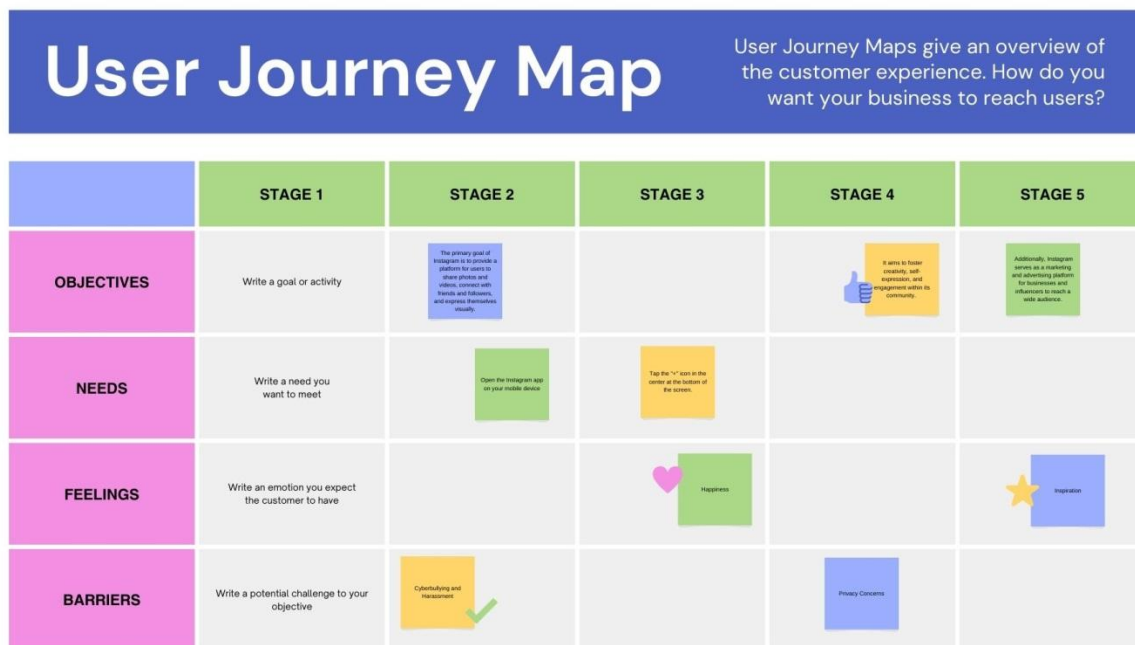 User Journey Map
User Journey Maps give an overview of
the customer experience. How do you
want your business to reach users?
STAGE 1
STAGE 2
STAGE 3
STAGE 4
STAGE 5
OBJECTIVES
Write a goal or activity
The primary goal of
Instagram is to provide a
platform for users to
share photos and
videos, connect with
friends and followers,
and express themselves
visually.
It aims to foster
creativity, self-
expression, and
engagement within its
community.
Additionally, Instagram
serves as a marketing
and advertising platform
for businesses and
influencers to reach a
wide audience.
NEEDS
Write a need you
want to meet
Open the Instagram app
on your mobile device
Tap the "+" icon in the
center at the bottom of
the screen.
FEELINGS
Write an emotion you expect
the customer to have
Happiness
Inspiration
BARRIERS
Write a potential challenge to your
objective
Cyberbullying and
Harassment
Privacy Concerns